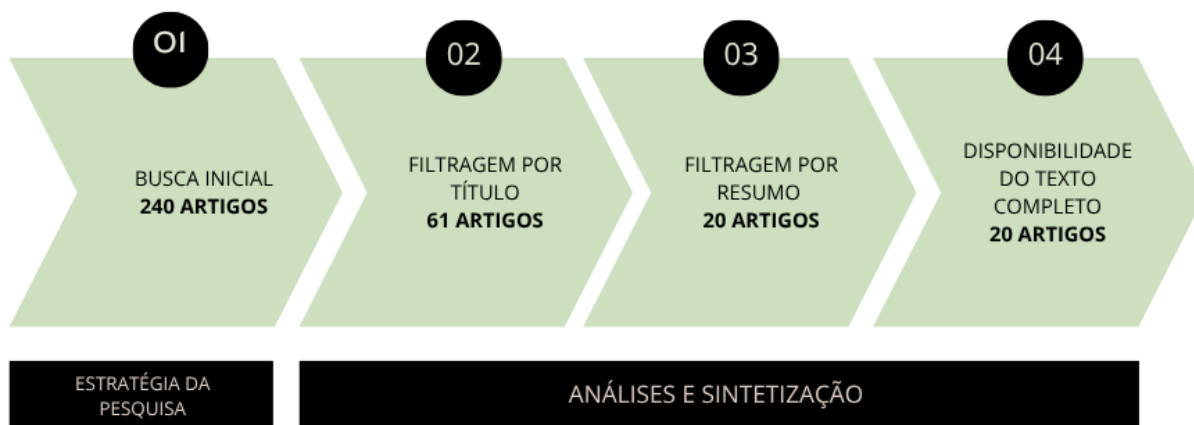 01
BUSCA INICIAL
240 ARTIGOS
02
FILTRAGEM POR
TÍTULO
61 ARTIGOS
03
FILTRAGEM POR
RESUMO
20 ARTIGOS
04
DISPONIBILIDADE
DO TEXTO
COMPLETO
20 ARTIGOS
ESTRATÉGIA DA
PESQUISA
ANÁLISES E SINTETIZAÇÃO